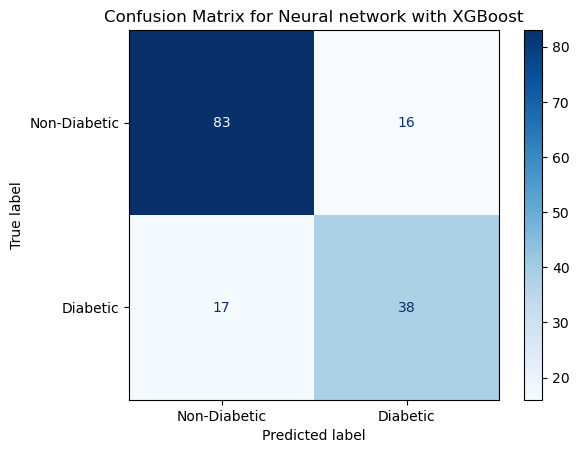 Confusion Matrix for Neural network with XGBoost
True label
Non-Diabetic
83
16
Diabetic
17
38
Non-Diabetic
Diabetic
Predicted label
80
70
60
50
40
30
20